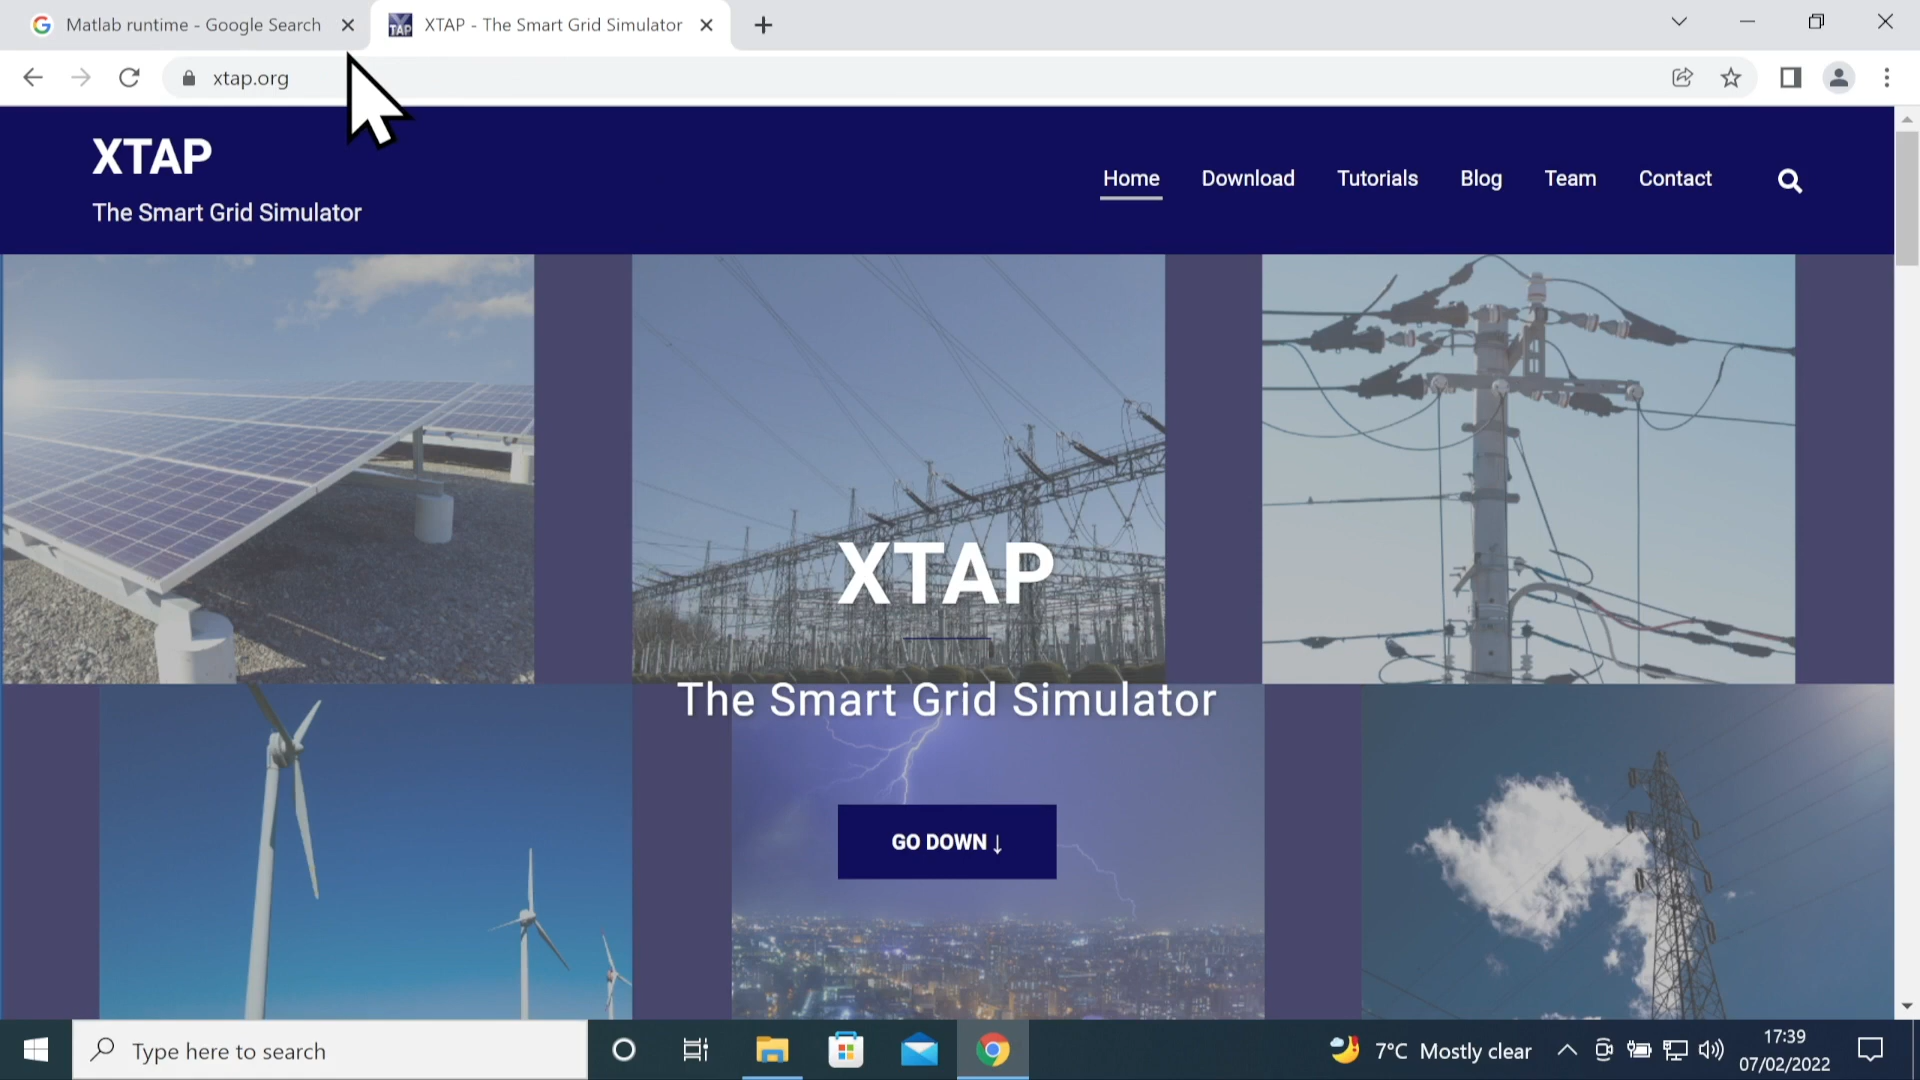 Matlab runtime - Google Search
XTAP - The Smart Grid Simulator
xtap.org
XTAP
The Smart Grid Simulator
Home
Download
Tutorials
Blog
Team
Contact
XTAP
The Smart Grid Simulator
GO DOWN ↓
Type here to search
7°C Mostly clear
17:39
07/02/2022